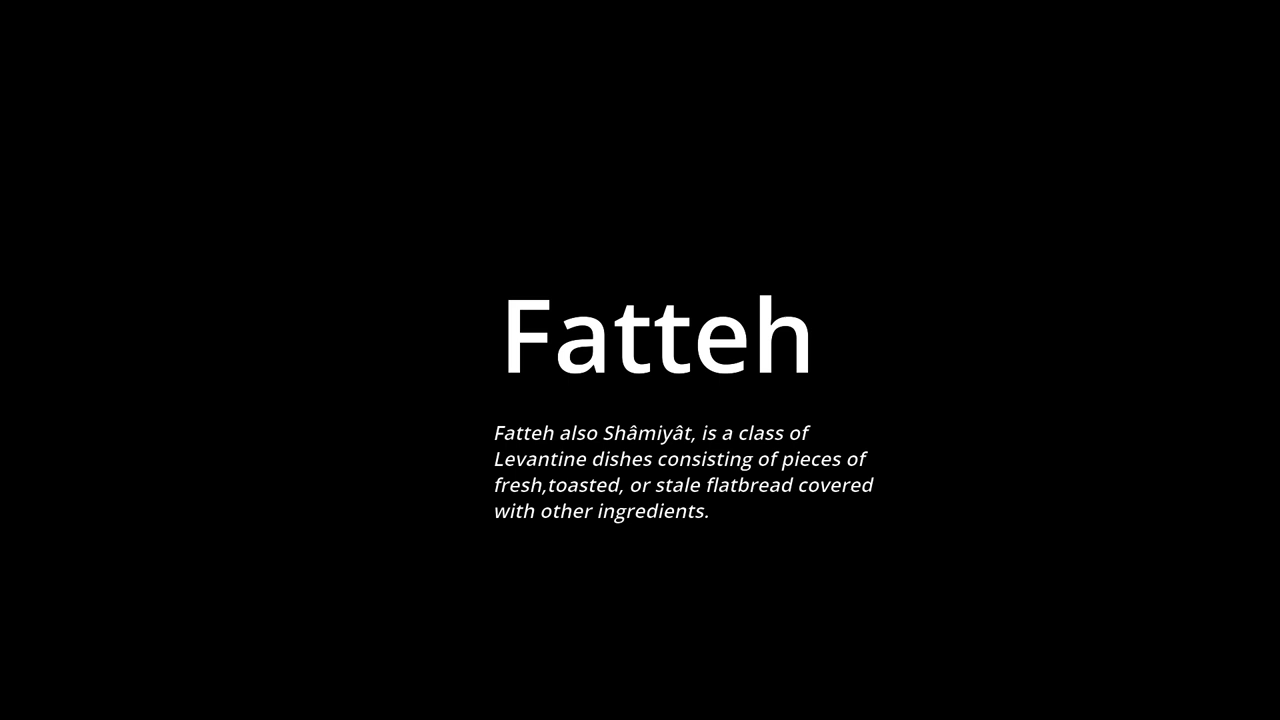 Fatteh
Fatteh also Shâmiyât, is a class of
Levantine dishes consisting of pieces of
fresh,toasted, or stale flatbread covered
with other ingredients.